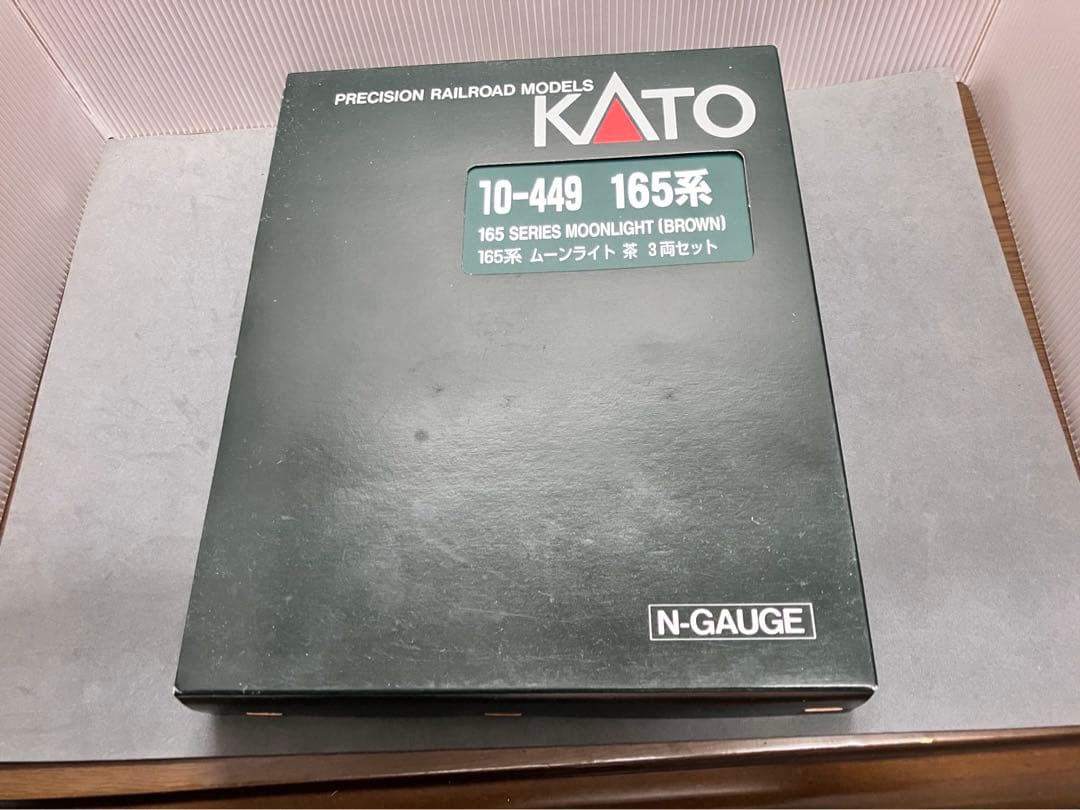 PRECISION RAILROAD MODELS
KATO
10-449 165系
165 SERIES MOONLIGHT (BROWN)
165系 ムーンライト 茶 3両セット
N-GAUGE